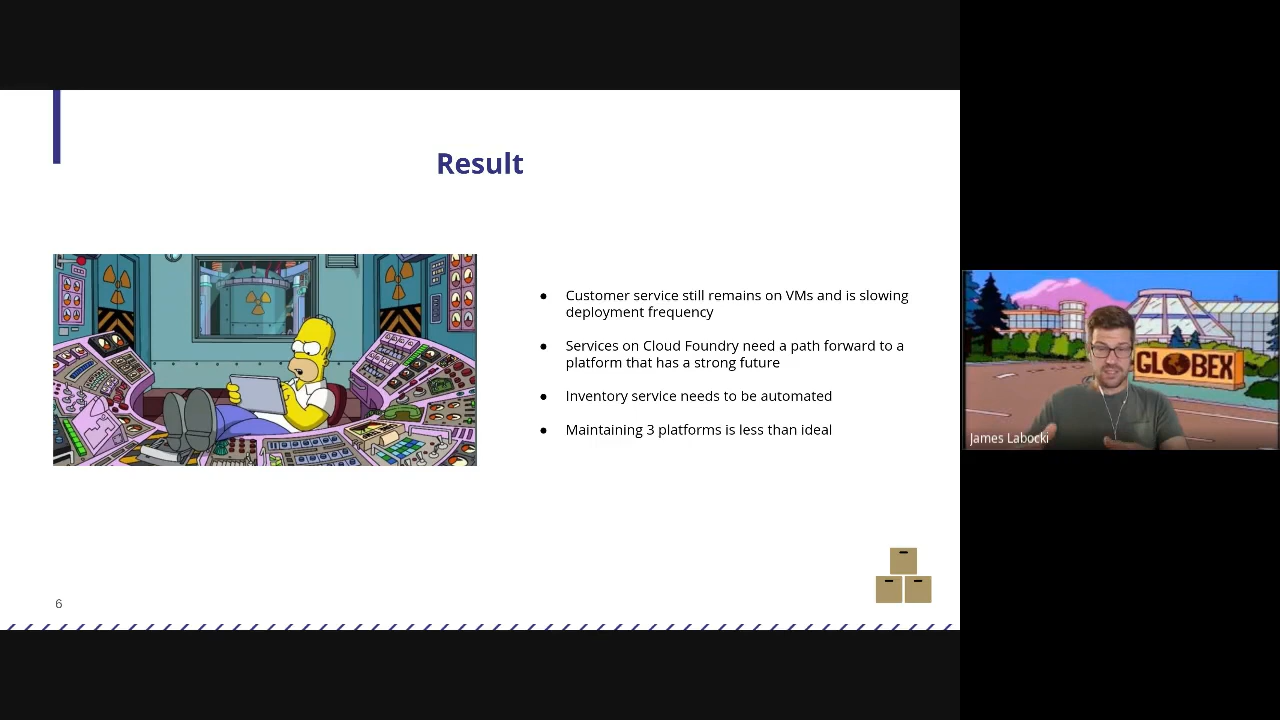 Result
● Customer service still remains on VMs and is slowing
deployment frequency
● Services on Cloud Foundry need a path forward to a
platform that has a strong future
● Inventory service needs to be automated
● Maintaining 3 platforms is less than ideal
6
GLOBEX
James Labocki